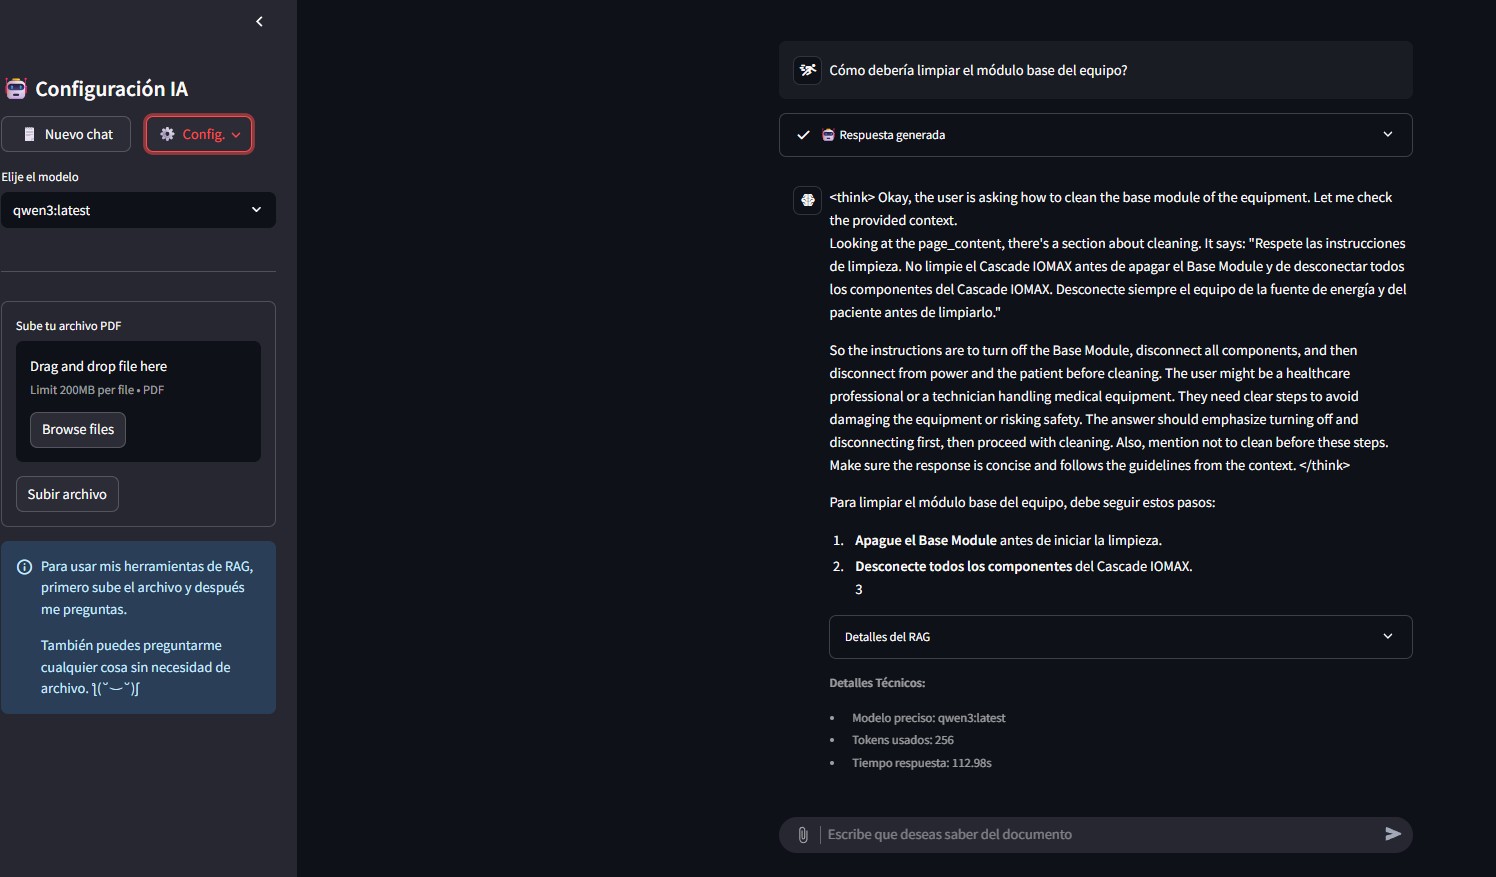 Configuración IA
Nuevo chat
Config.
Elije el modelo
qwen3:latest
Sube tu archivo PDF
Drag and drop file here
Limit 200MB per file • PDF
Browse files
Subir archivo
Para usar mis herramientas de RAG,
primero sube el archivo y después
me preguntas.
También puedes preguntarme
cualquier cosa sin necesidad de
archivo. ƪ(˘⌣˘)ʃ
Cómo debería limpiar el módulo base del equipo?
Respuesta generada
<think> Okay, the user is asking how to clean the base module of the equipment. Let me check
the provided context.
Looking at the page_content, there's a section about cleaning. It says: "Respete las instrucciones
de limpieza. No limpie el Cascade IOMAX antes de apagar el Base Module y de desconectar todos
los componentes del Cascade IOMAX. Desconecte siempre el equipo de la fuente de energía y del
paciente antes de limpiarlo."
So the instructions are to turn off the Base Module, disconnect all components, and then
disconnect from power and the patient before cleaning. The user might be a healthcare
professional or a technician handling medical equipment. They need clear steps to avoid
damaging the equipment or risking safety. The answer should emphasize turning off and
disconnecting first, then proceed with cleaning. Also, mention not to clean before these steps.
Make sure the response is concise and follows the guidelines from the context. </think>
Para limpiar el módulo base del equipo, debe seguir estos pasos:
1. Apague el Base Module antes de iniciar la limpieza.
2. Desconecte todos los componentes del Cascade IOMAX.
3
Detalles del RAG
Detalles Técnicos:
• Modelo preciso: qwen3:latest
• Tokens usados: 256
• Tiempo respuesta: 112.98s
Escribe que deseas saber del documento